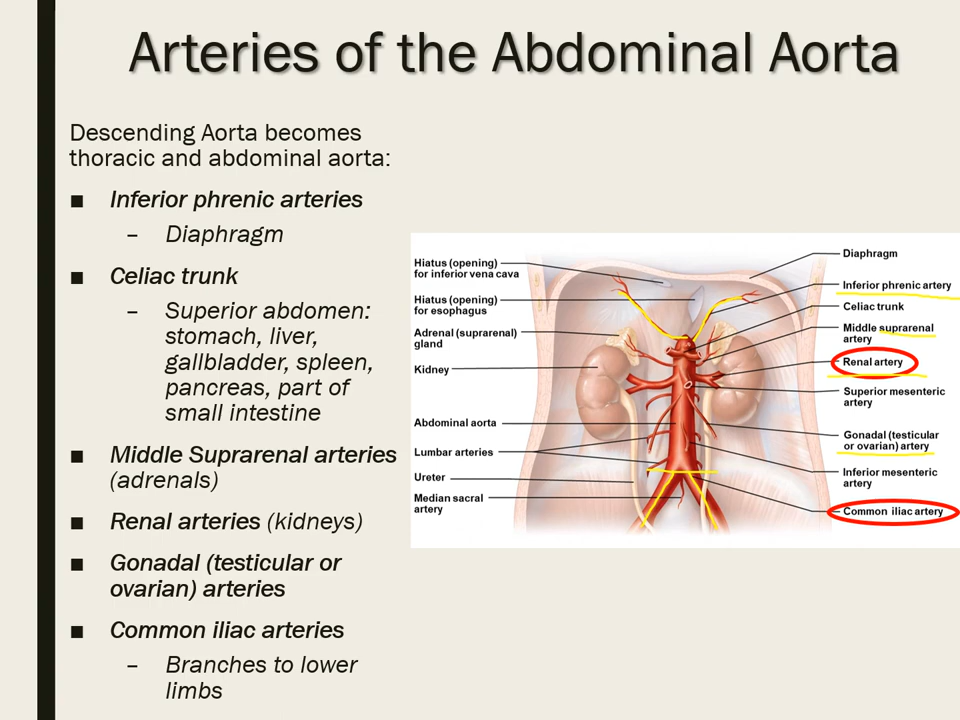 Arteries of the Abdominal Aorta
Descending Aorta becomes
thoracic and abdominal aorta:
■ Inferior phrenic arteries
– Diaphragm
■ Celiac trunk
– Superior abdomen:
stomach, liver,
gallbladder, spleen,
pancreas, part of
small intestine
■ Middle Suprarenal arteries
(adrenals)
■ Renal arteries (kidneys)
■ Gonadal (testicular or
ovarian) arteries
■ Common iliac arteries
– Branches to lower
limbs
Hiatus (opening)
for inferior vena cava
Hiatus (opening)
for esophagus
Adrenal (suprarenal)
gland
Kidney
Abdominal aorta
Lumbar arteries
Ureter
Median sacral
artery
Diaphragm
Inferior phrenic artery
Celiac trunk
Middle suprarenal
artery
Renal artery
Superior mesenteric
artery
Gonadal (testicular
or ovarian) artery
Inferior mesenteric
artery
Common iliac artery